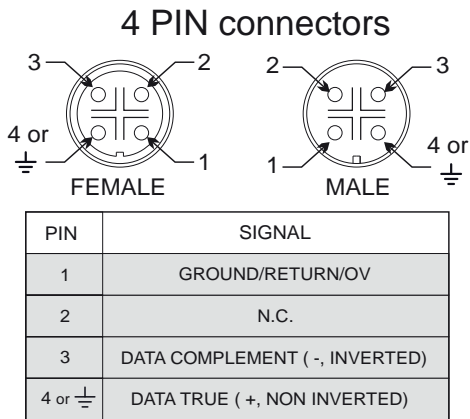 4 PIN connectors
3 2 2 3
4 or 1 1 4 or
FEMALE MALE
PIN SIGNAL
1 GROUND/RETURN/OV
2 N.C.
3 DATA COMPLEMENT ( -, INVERTED)
4 or ⏚ DATA TRUE ( +, NON INVERTED)